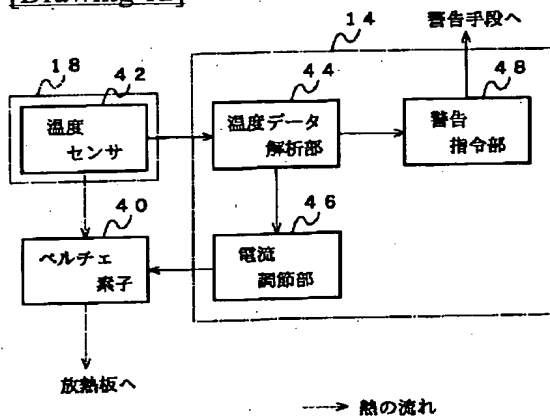 警告手段へ
14
18
42
44
48
温度
センサ
温度データ
解析部
警告
指令部
40
46
ペルチェ
素子
電流
調節部
放熱板へ
熱の流れ